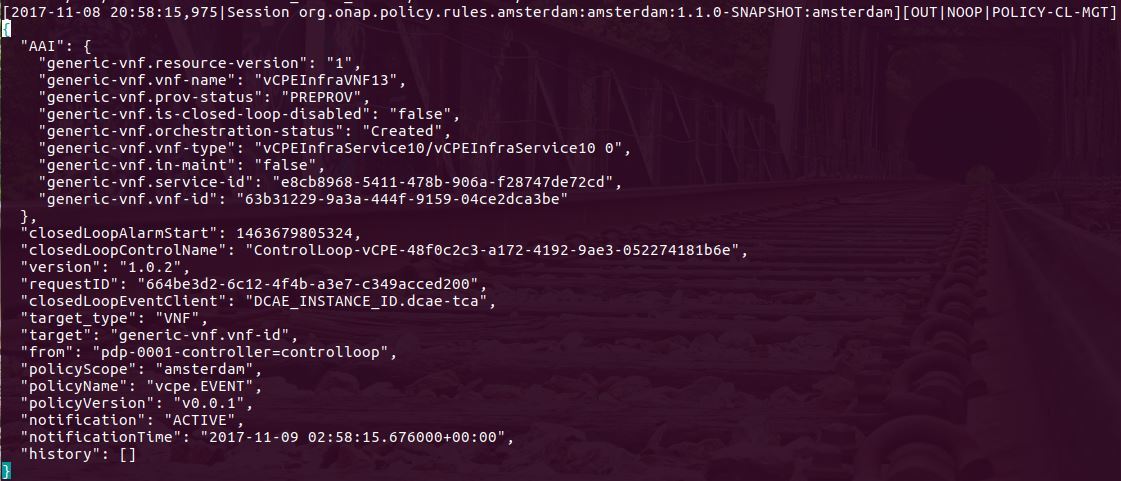 [2017-11-08 20:58:15,975|Session org.onap.policy.rules.amsterdam:amsterdam:1.1.0-SNAPSHOT:amsterdam][OUT|NOOP|POLICY-CL-MGT]
{
"AAI": {
"generic-vnf.resource-version": "1",
"generic-vnf.vnf-name": "vCPEInfraVNF13",
"generic-vnf.prov-status": "PREPROV",
"generic-vnf.is-closed-loop-disabled": "false",
"generic-vnf.orchestration-status": "Created",
"generic-vnf.vnf-type": "vCPEInfraService10/vCPEInfraService10 0",
"generic-vnf.in-maint": "false",
"generic-vnf.service-id": "e8cb8968-5411-478b-906a-f28747de72cd",
"generic-vnf.vnf-id": "63b31229-9a3a-444f-9159-04ce2dca3be"
},
"closedLoopAlarmStart": 1463679805324,
"closedLoopControlName": "ControlLoop-vCPE-48f0c2c3-a172-4192-9ae3-052274181b6e",
"version": "1.0.2",
"requestID": "664be3d2-6c12-4f4b-a3e7-c349acced200",
"closedLoopEventClient": "DCAE_INSTANCE_ID.dcae-tca",
"target_type": "VNF",
"target": "generic-vnf.vnf-id",
"from": "pdp-0001-controller=controlloop",
"policyScope": "amsterdam",
"policyName": "vcpe.EVENT",
"policyVersion": "v0.0.1",
"notification": "ACTIVE",
"notificationTime": "2017-11-09 02:58:15.676000+00:00",
"history": []
}